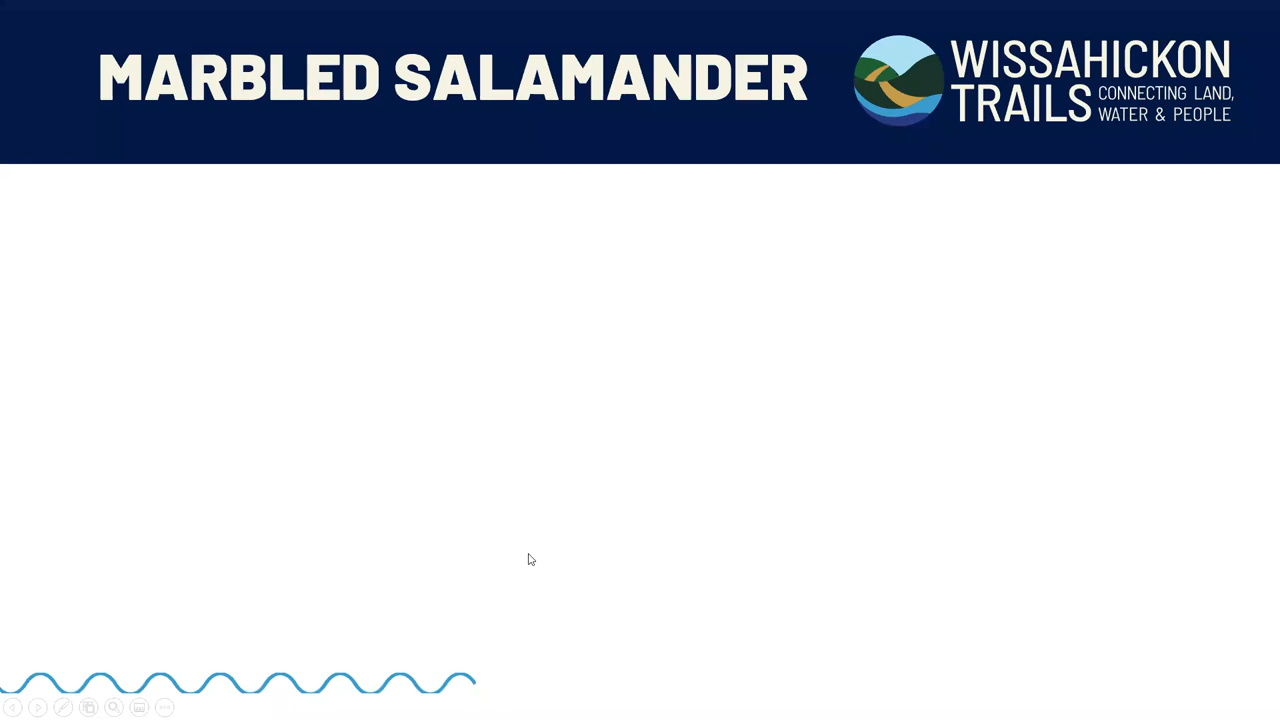 MARBLED SALAMANDER
WISSAHICKON
TRAILS
CONNECTING LAND,
WATER & PEOPLE